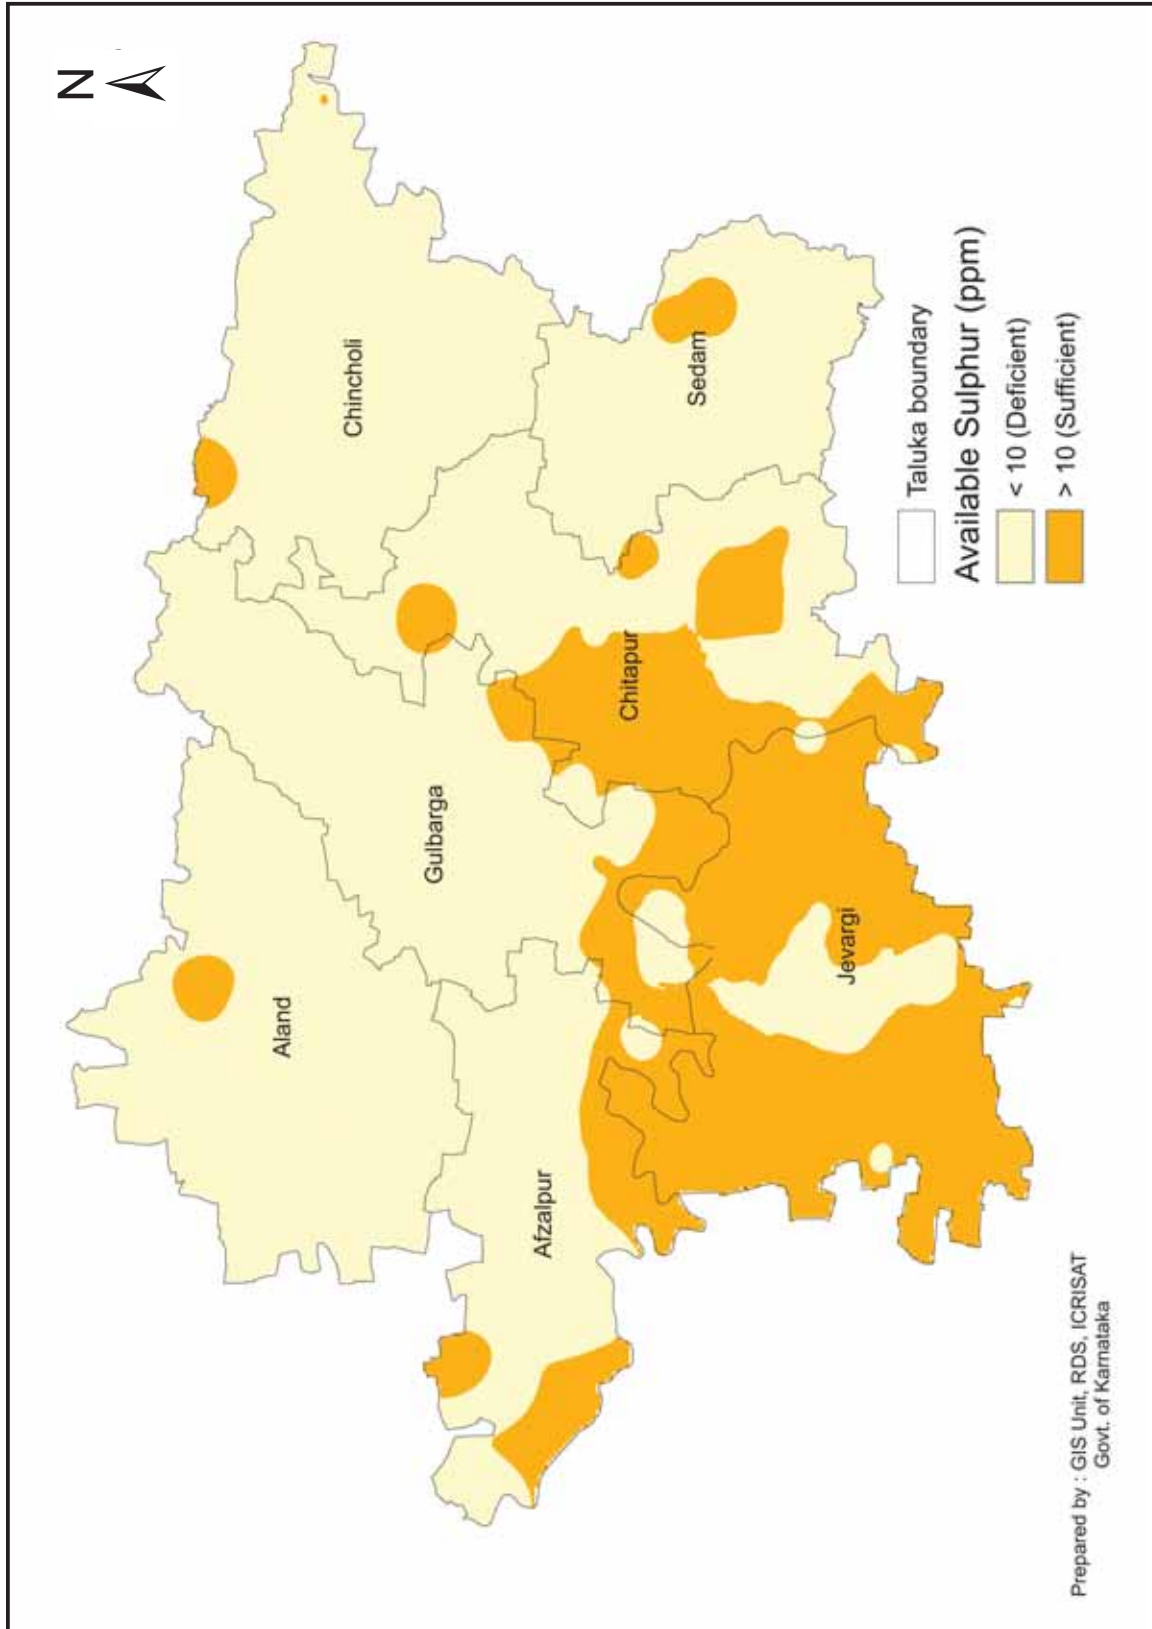 N
Chincholi
Sedam
Chitapur
Gulbarga
Aland
Jevargi
Afzalpur
Taluka boundary
Available Sulphur (ppm)
< 10 (Deficient)
> 10 (Sufficient)
Prepared by : GIS Unit, RDS, ICRISAT
Govt. of Karnataka